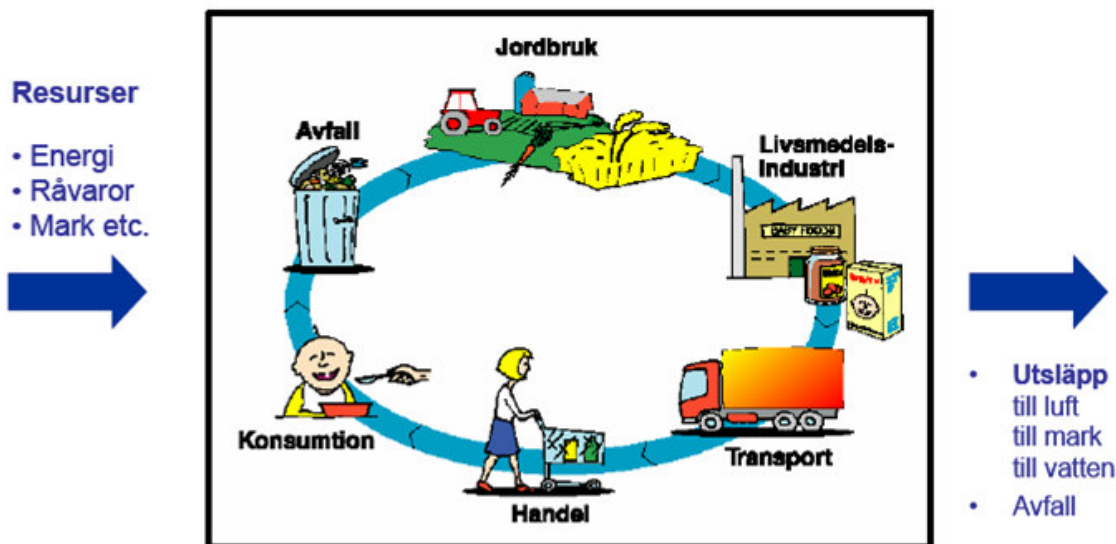 Resurser
• Energi
• Råvaror
• Mark etc.
Jordbruk
Avfall
Livsmedels-
industri
BABY FOODS
Konsumtion
Handel
Transport
• Utsläpp
till luft
till mark
till vatten
• Avfall